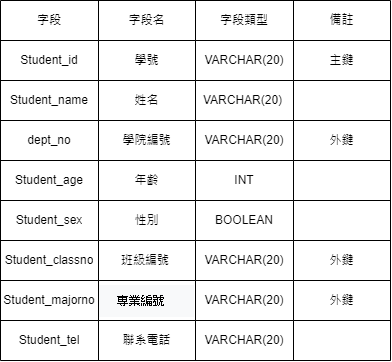 字段 字段名 字段類型 備註
Student_id 學號 VARCHAR(20) 主鍵
Student_name 姓名 VARCHAR(20)
dept_no 學院編號 VARCHAR(20) 外鍵
Student_age 年齡 INT
Student_sex 性別 BOOLEAN
Student_classno 班級編號 VARCHAR(20) 外鍵
Student_majorno 專業編號 VARCHAR(20) 外鍵
Student_tel 聯系電話 VARCHAR(20)